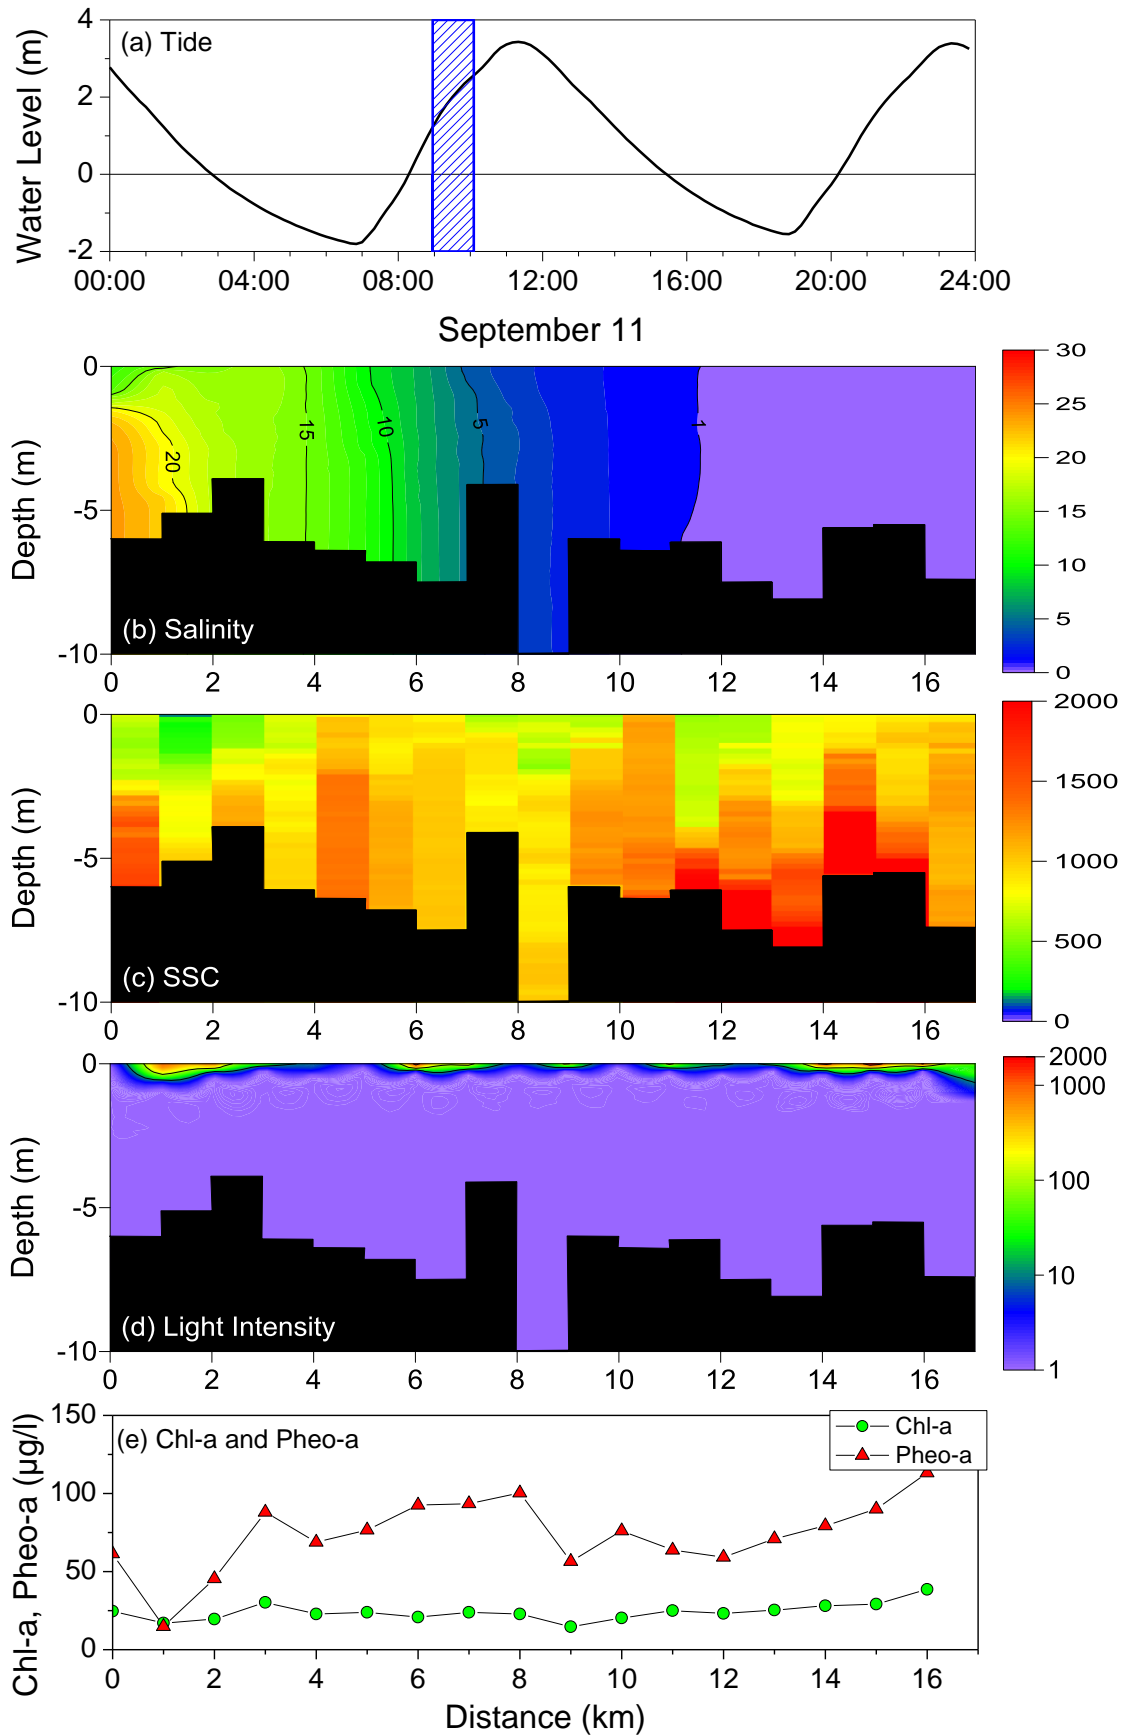 (a) Tide
Water Level (m)
4
2
0
-2
00:00 04:00 08:00 12:00 16:00 20:00 24:00
September 11
Depth (m)
0
-5
-10
20 15 10 5 1
(b) Salinity
0 2 4 6 8 10 12 14 16
30
25
20
15
10
5
0
Depth (m)
0
-5
-10
(c) SSC
0 2 4 6 8 10 12 14 16
2000
1500
1000
500
0
Depth (m)
0
-5
-10
(d) Light Intensity
0 2 4 6 8 10 12 14 16
2000
1000
100
10
1
Chl-a, Pheo-a (µg/l)
150
100
50
0
(e) Chl-a and Pheo-a
Chl-a
Pheo-a
0 2 4 6 8 10 12 14 16
Distance (km)